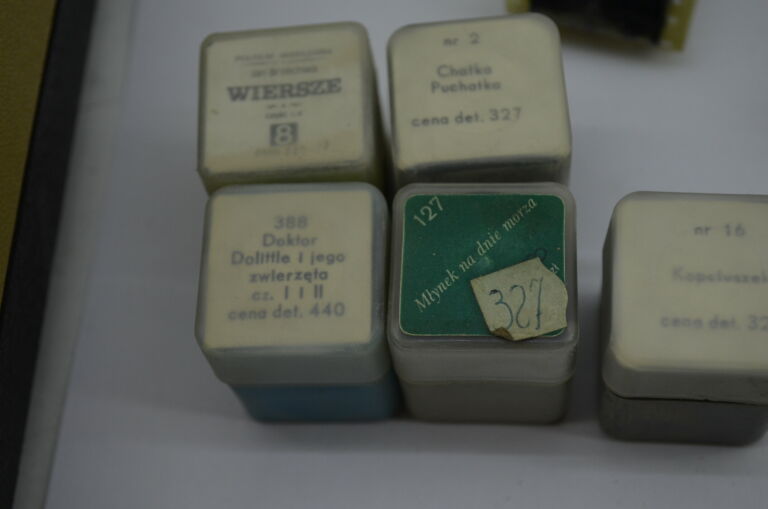 WIERSZE
8
nr 2
Chatka
Puchatka
cena det. 327
388
Doktor
Dolittle i jego
zwierzęta
cz. I i II
cena det. 440
127
Młynek na dnie morza
327
nr 16
Kopciuszek
cena det. 32